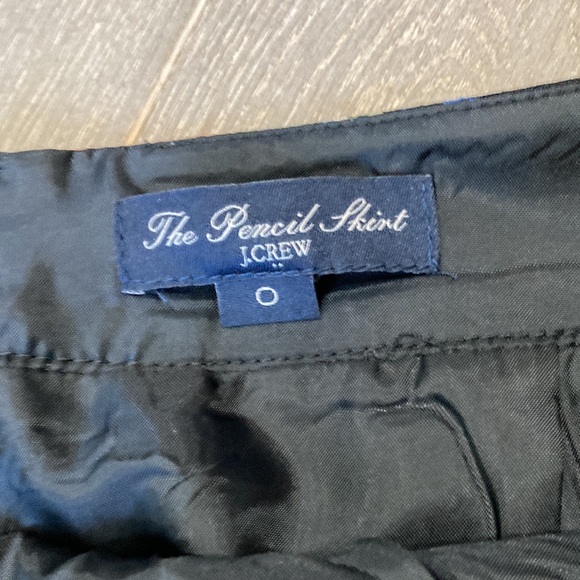 The Pencil Skirt
J.CREW
0